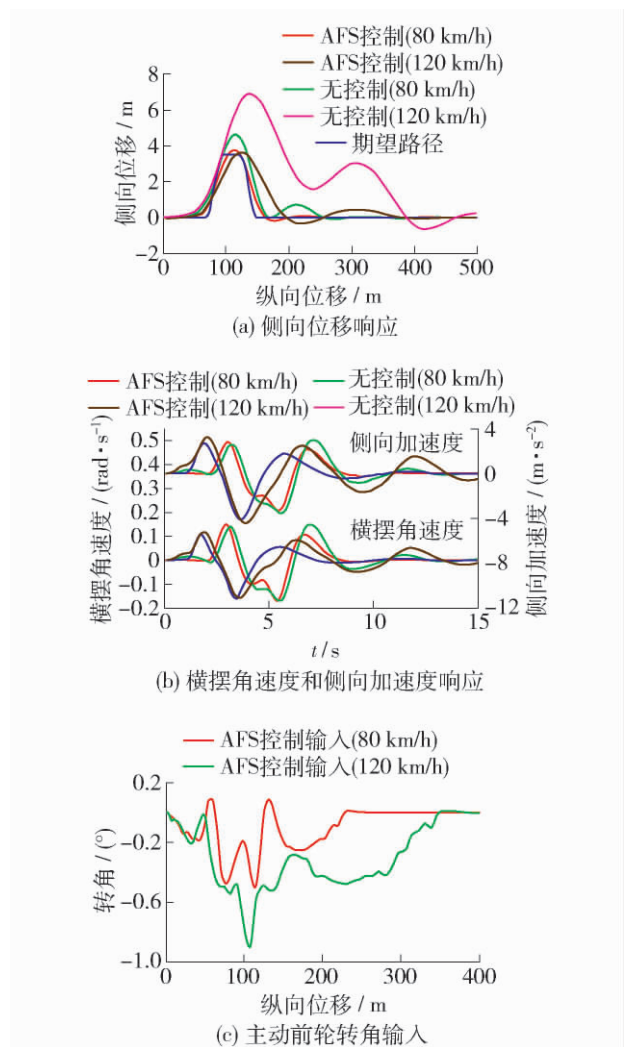 AFS控制(80 km/h)
AFS控制(120 km/h)
无控制(80 km/h)
无控制(120 km/h)
期望路径
侧向位移 / m
8
6
4
2
0
-2
0 100 200 300 400 500
纵向位移 / m
(a) 侧向位移响应
AFS控制(80 km/h) 无控制(80 km/h)
AFS控制(120 km/h) 无控制(120 km/h)
横摆角速度 / (rad·s⁻¹)
0.5
0.4
0.3
0.2
0.1
0
-0.1
-0.2
侧向加速度
横摆角速度
4
0
-4
-8
-12
侧向加速度 / (m·s⁻²)
0 5 10 15
t / s
(b) 横摆角速度和侧向加速度响应
AFS控制输入(80 km/h)
AFS控制输入(120 km/h)
转角 / (°)
0.2
-0.2
-0.6
-1.0
0 100 200 300 400
纵向位移 / m
(c) 主动前轮转角输入